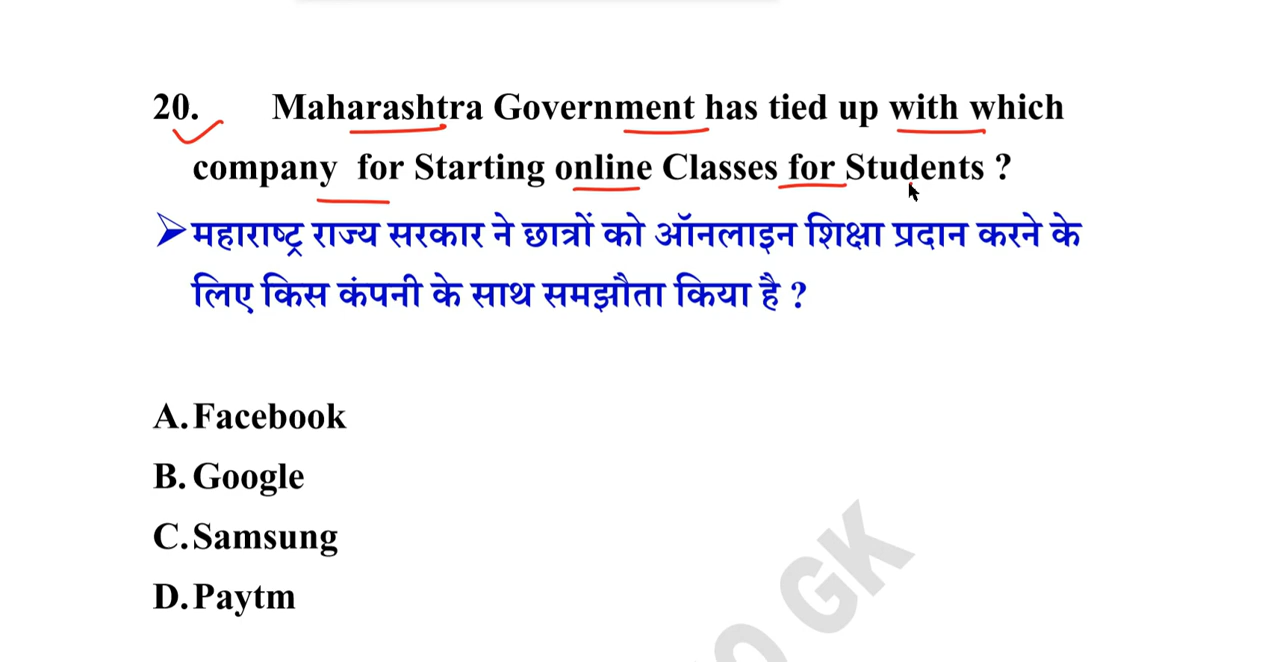 20. Maharashtra Government has tied up with which
company for Starting online Classes for Students ?
➢महाराष्ट्र राज्य सरकार ने छात्रों को ऑनलाइन शिक्षा प्रदान करने के
लिए किस कंपनी के साथ समझौता किया है ?
A. Facebook
B. Google
C. Samsung
D. Paytm
GK